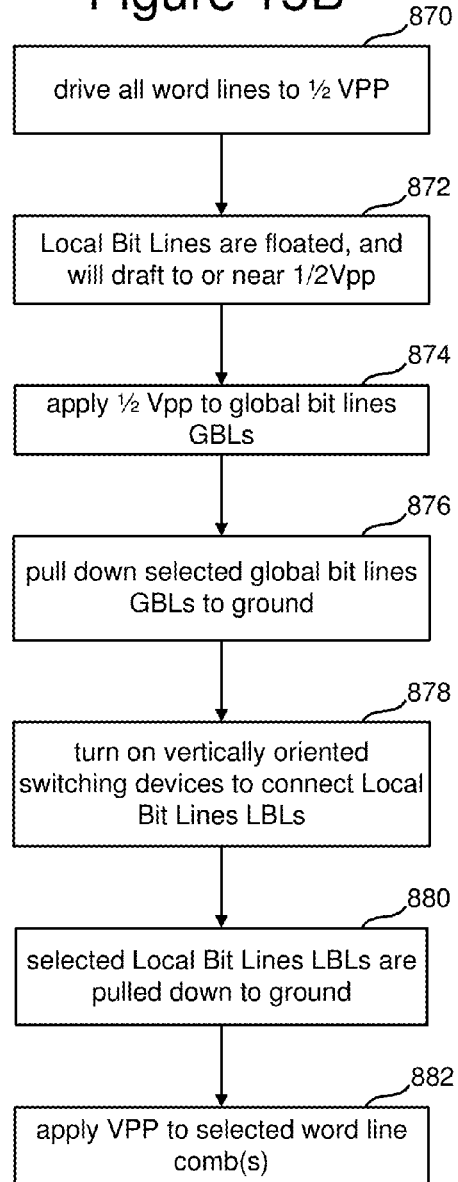 Figure 13B
870
drive all word lines to ½ VPP
872
Local Bit Lines are floated, and
will draft to or near 1/2Vpp
874
apply ½ Vpp to global bit lines
GBLs
876
pull down selected global bit lines
GBLs to ground
878
turn on vertically oriented
switching devices to connect Local
Bit Lines LBLs
880
selected Local Bit Lines LBLs are
pulled down to ground
882
apply VPP to selected word line
comb(s)